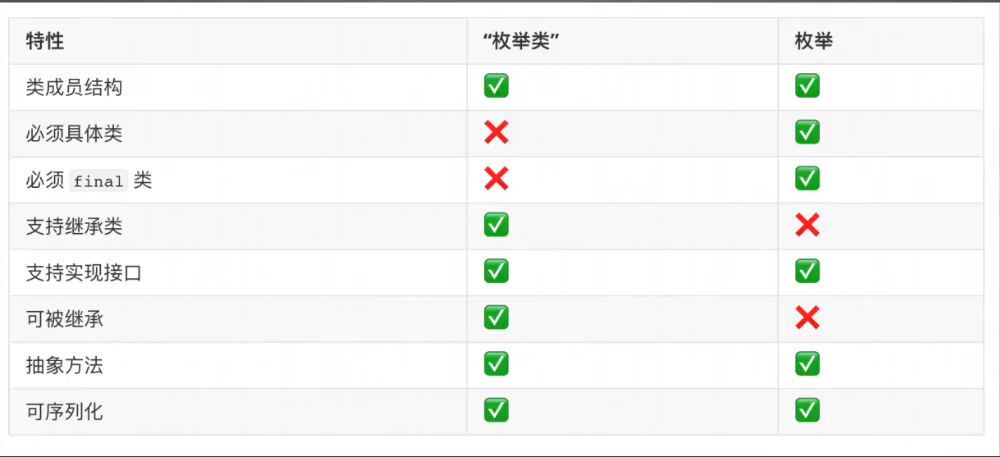 特性 “枚举类” 枚举
类成员结构 ✅ ✅
必须具体类 ❌ ✅
必须 final 类 ❌ ✅
支持继承类 ✅ ❌
支持实现接口 ✅ ✅
可被继承 ✅ ❌
抽象方法 ✅ ✅
可序列化 ✅ ✅